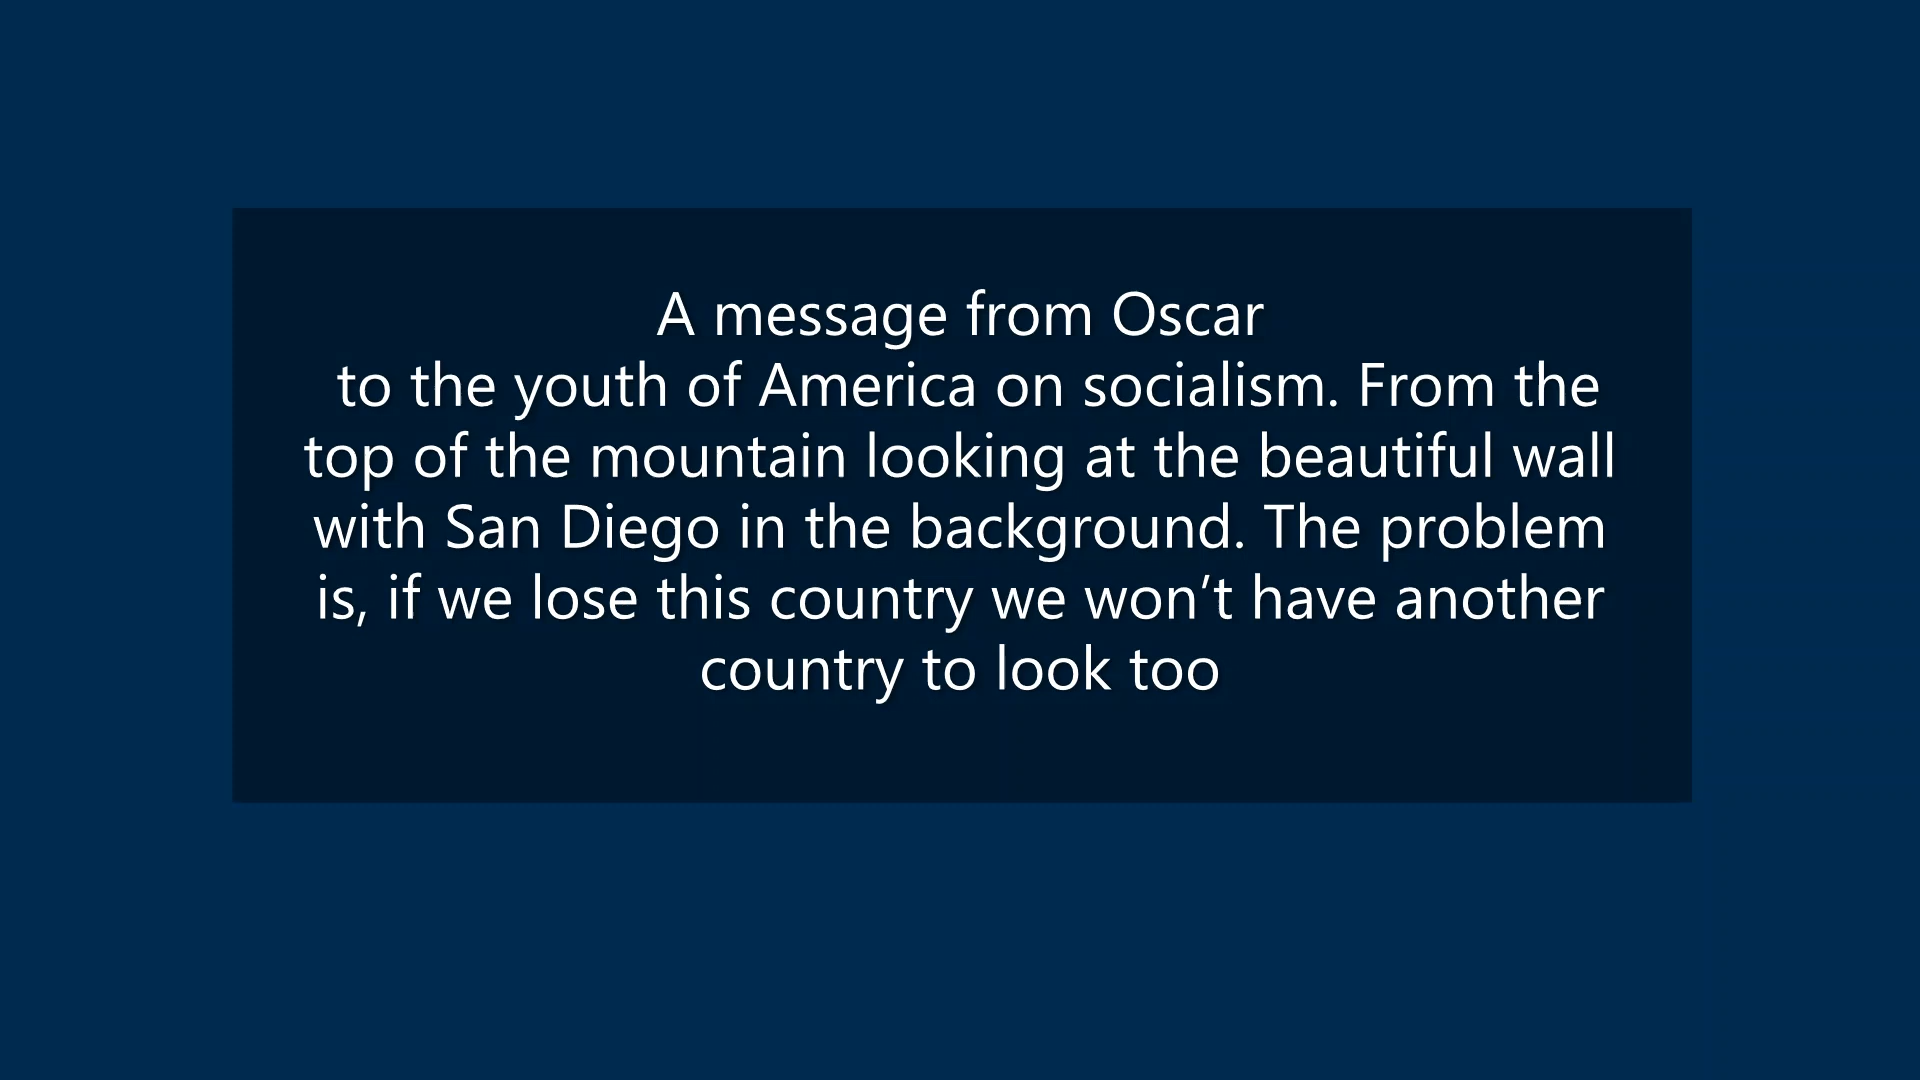 A message from Oscar
to the youth of America on socialism. From the
top of the mountain looking at the beautiful wall
with San Diego in the background. The problem
is, if we lose this country we won’t have another
country to look too